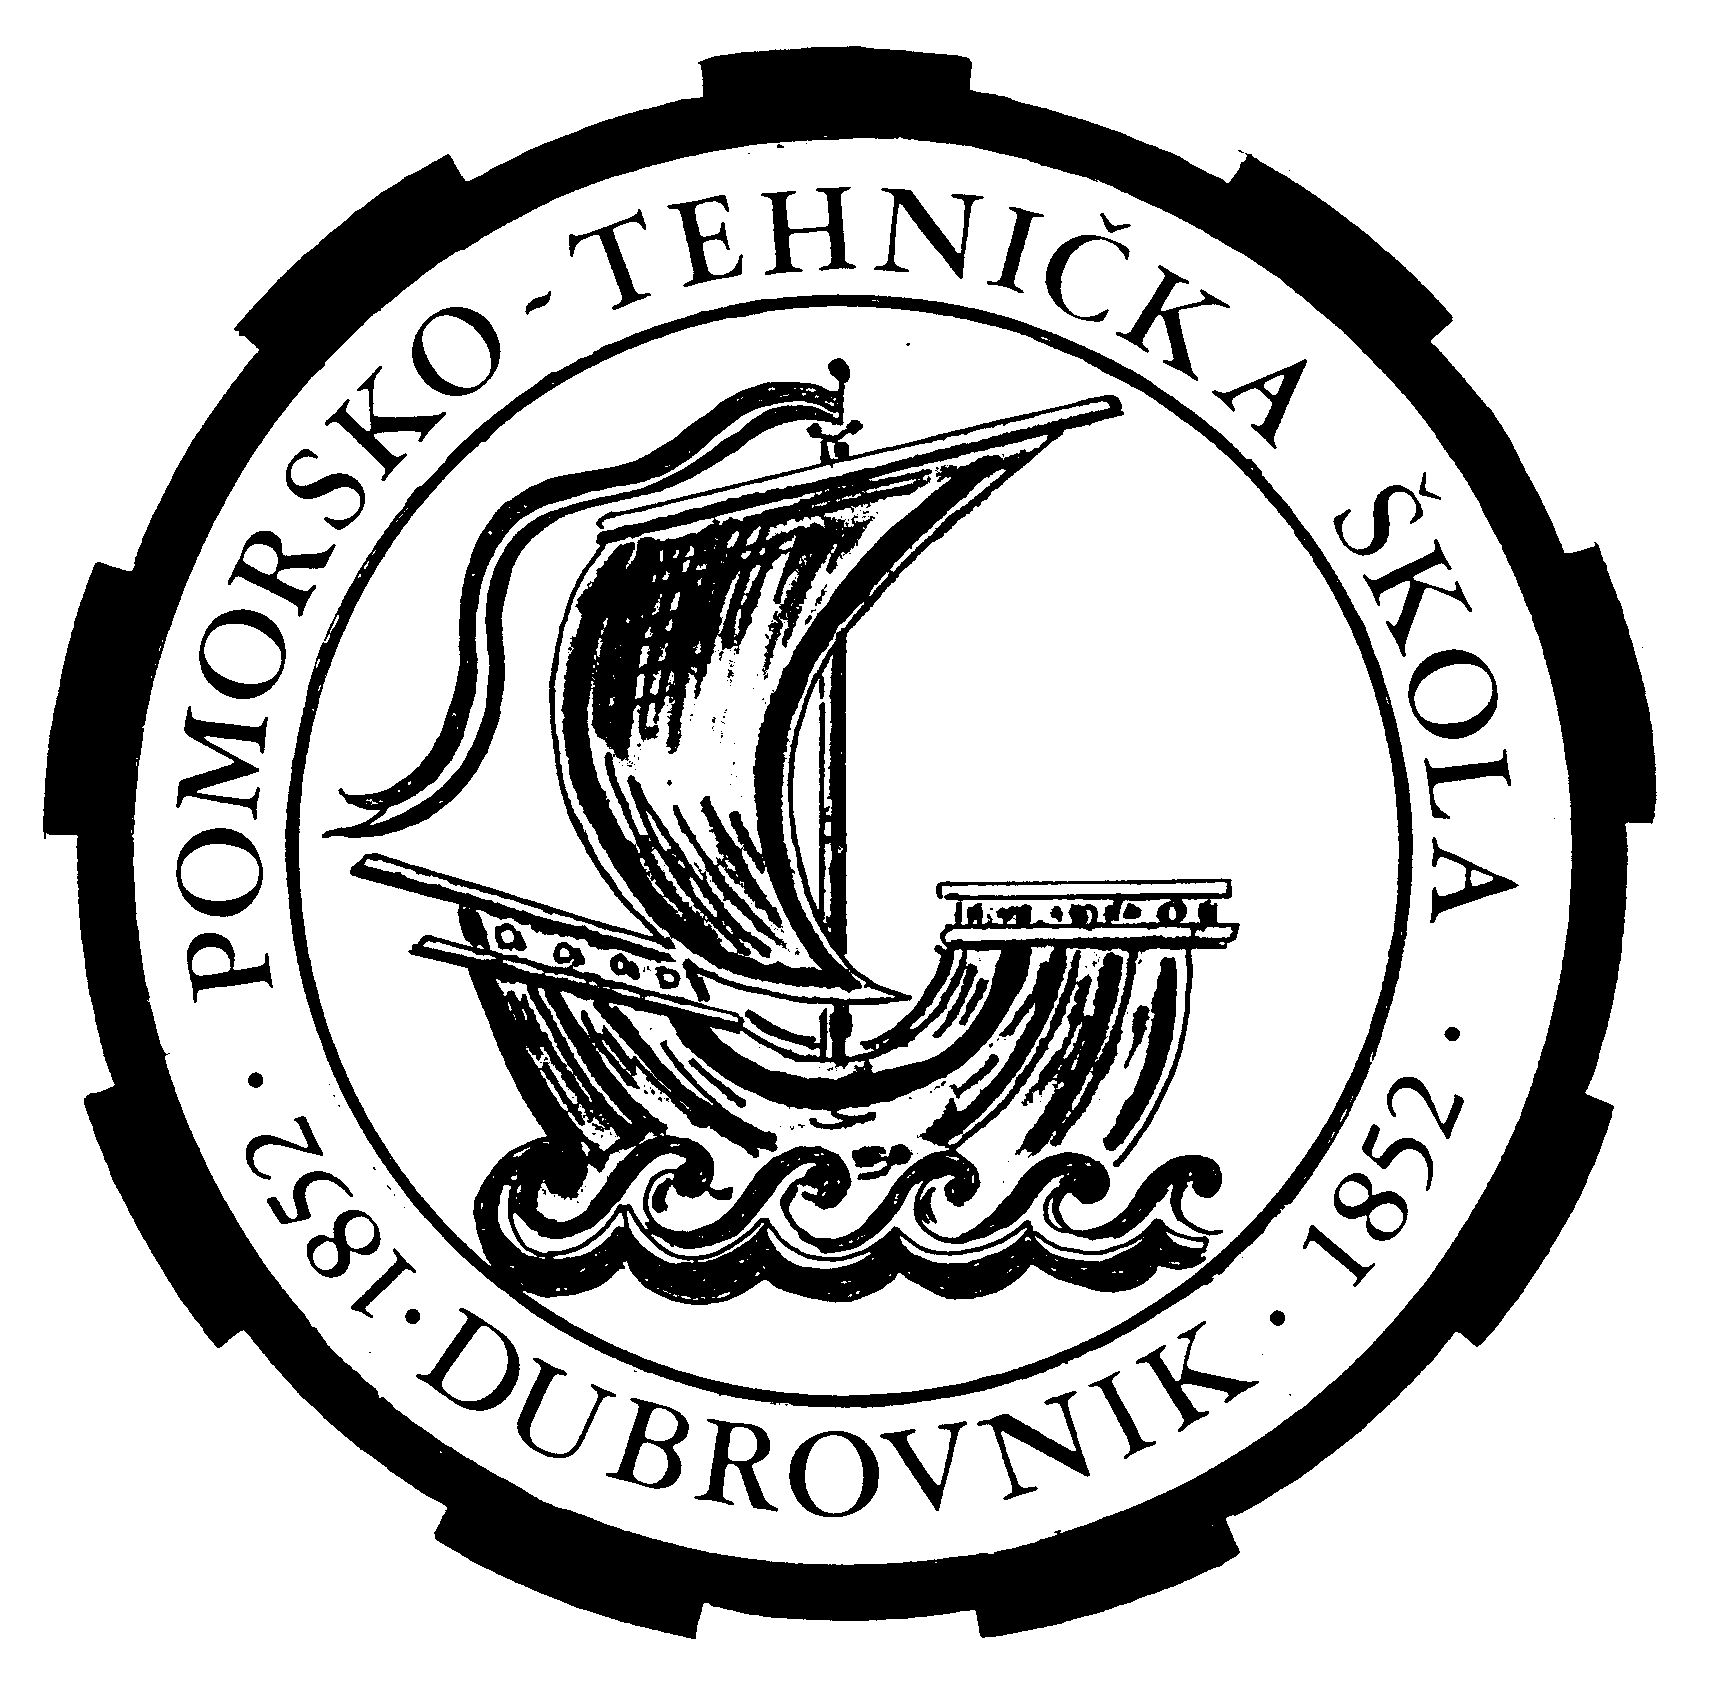 POMORSKO-TEHNIČKA ŠKOLA
· 1852 · DUBROVNIK · 1852 ·